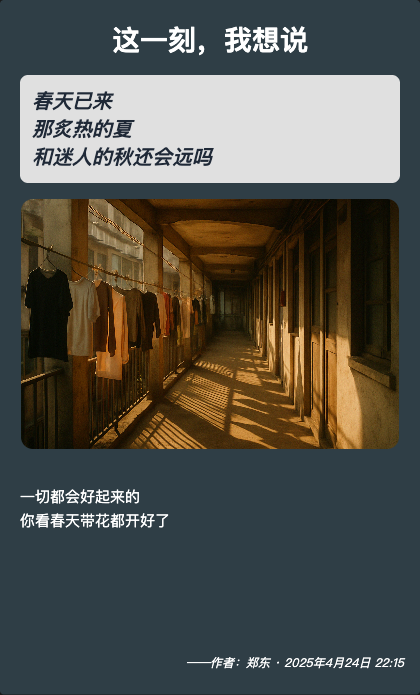 这一刻，我想说
春天已来
那炙热的夏
和迷人的秋还会远吗
一切都会好起来的
你看春天带花都开好了
——作者：郑东 · 2025年4月24日 22:15